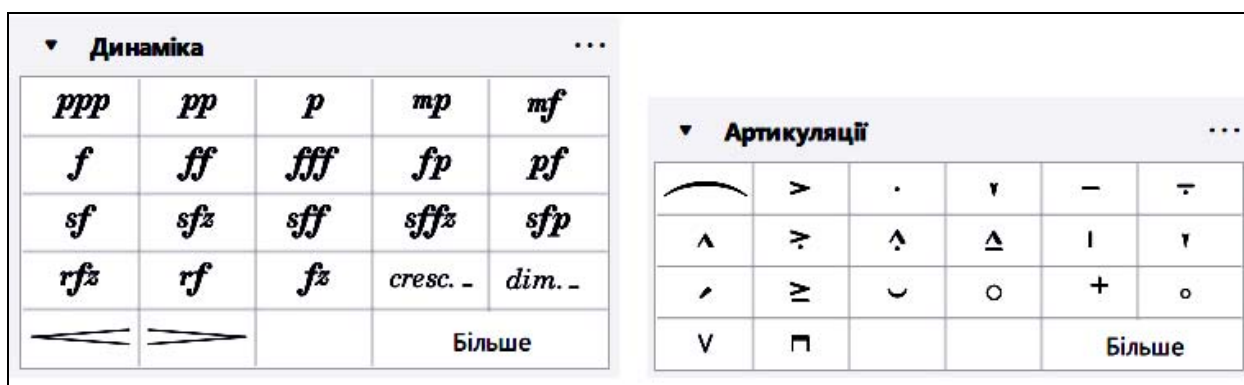 Динаміка
ppp pp p mp mf
f ff fff fp pf
sf sfz sff sffz sfp
rfz rf fz cresc. _ dim. _
Більше
Артикуляції
Більше